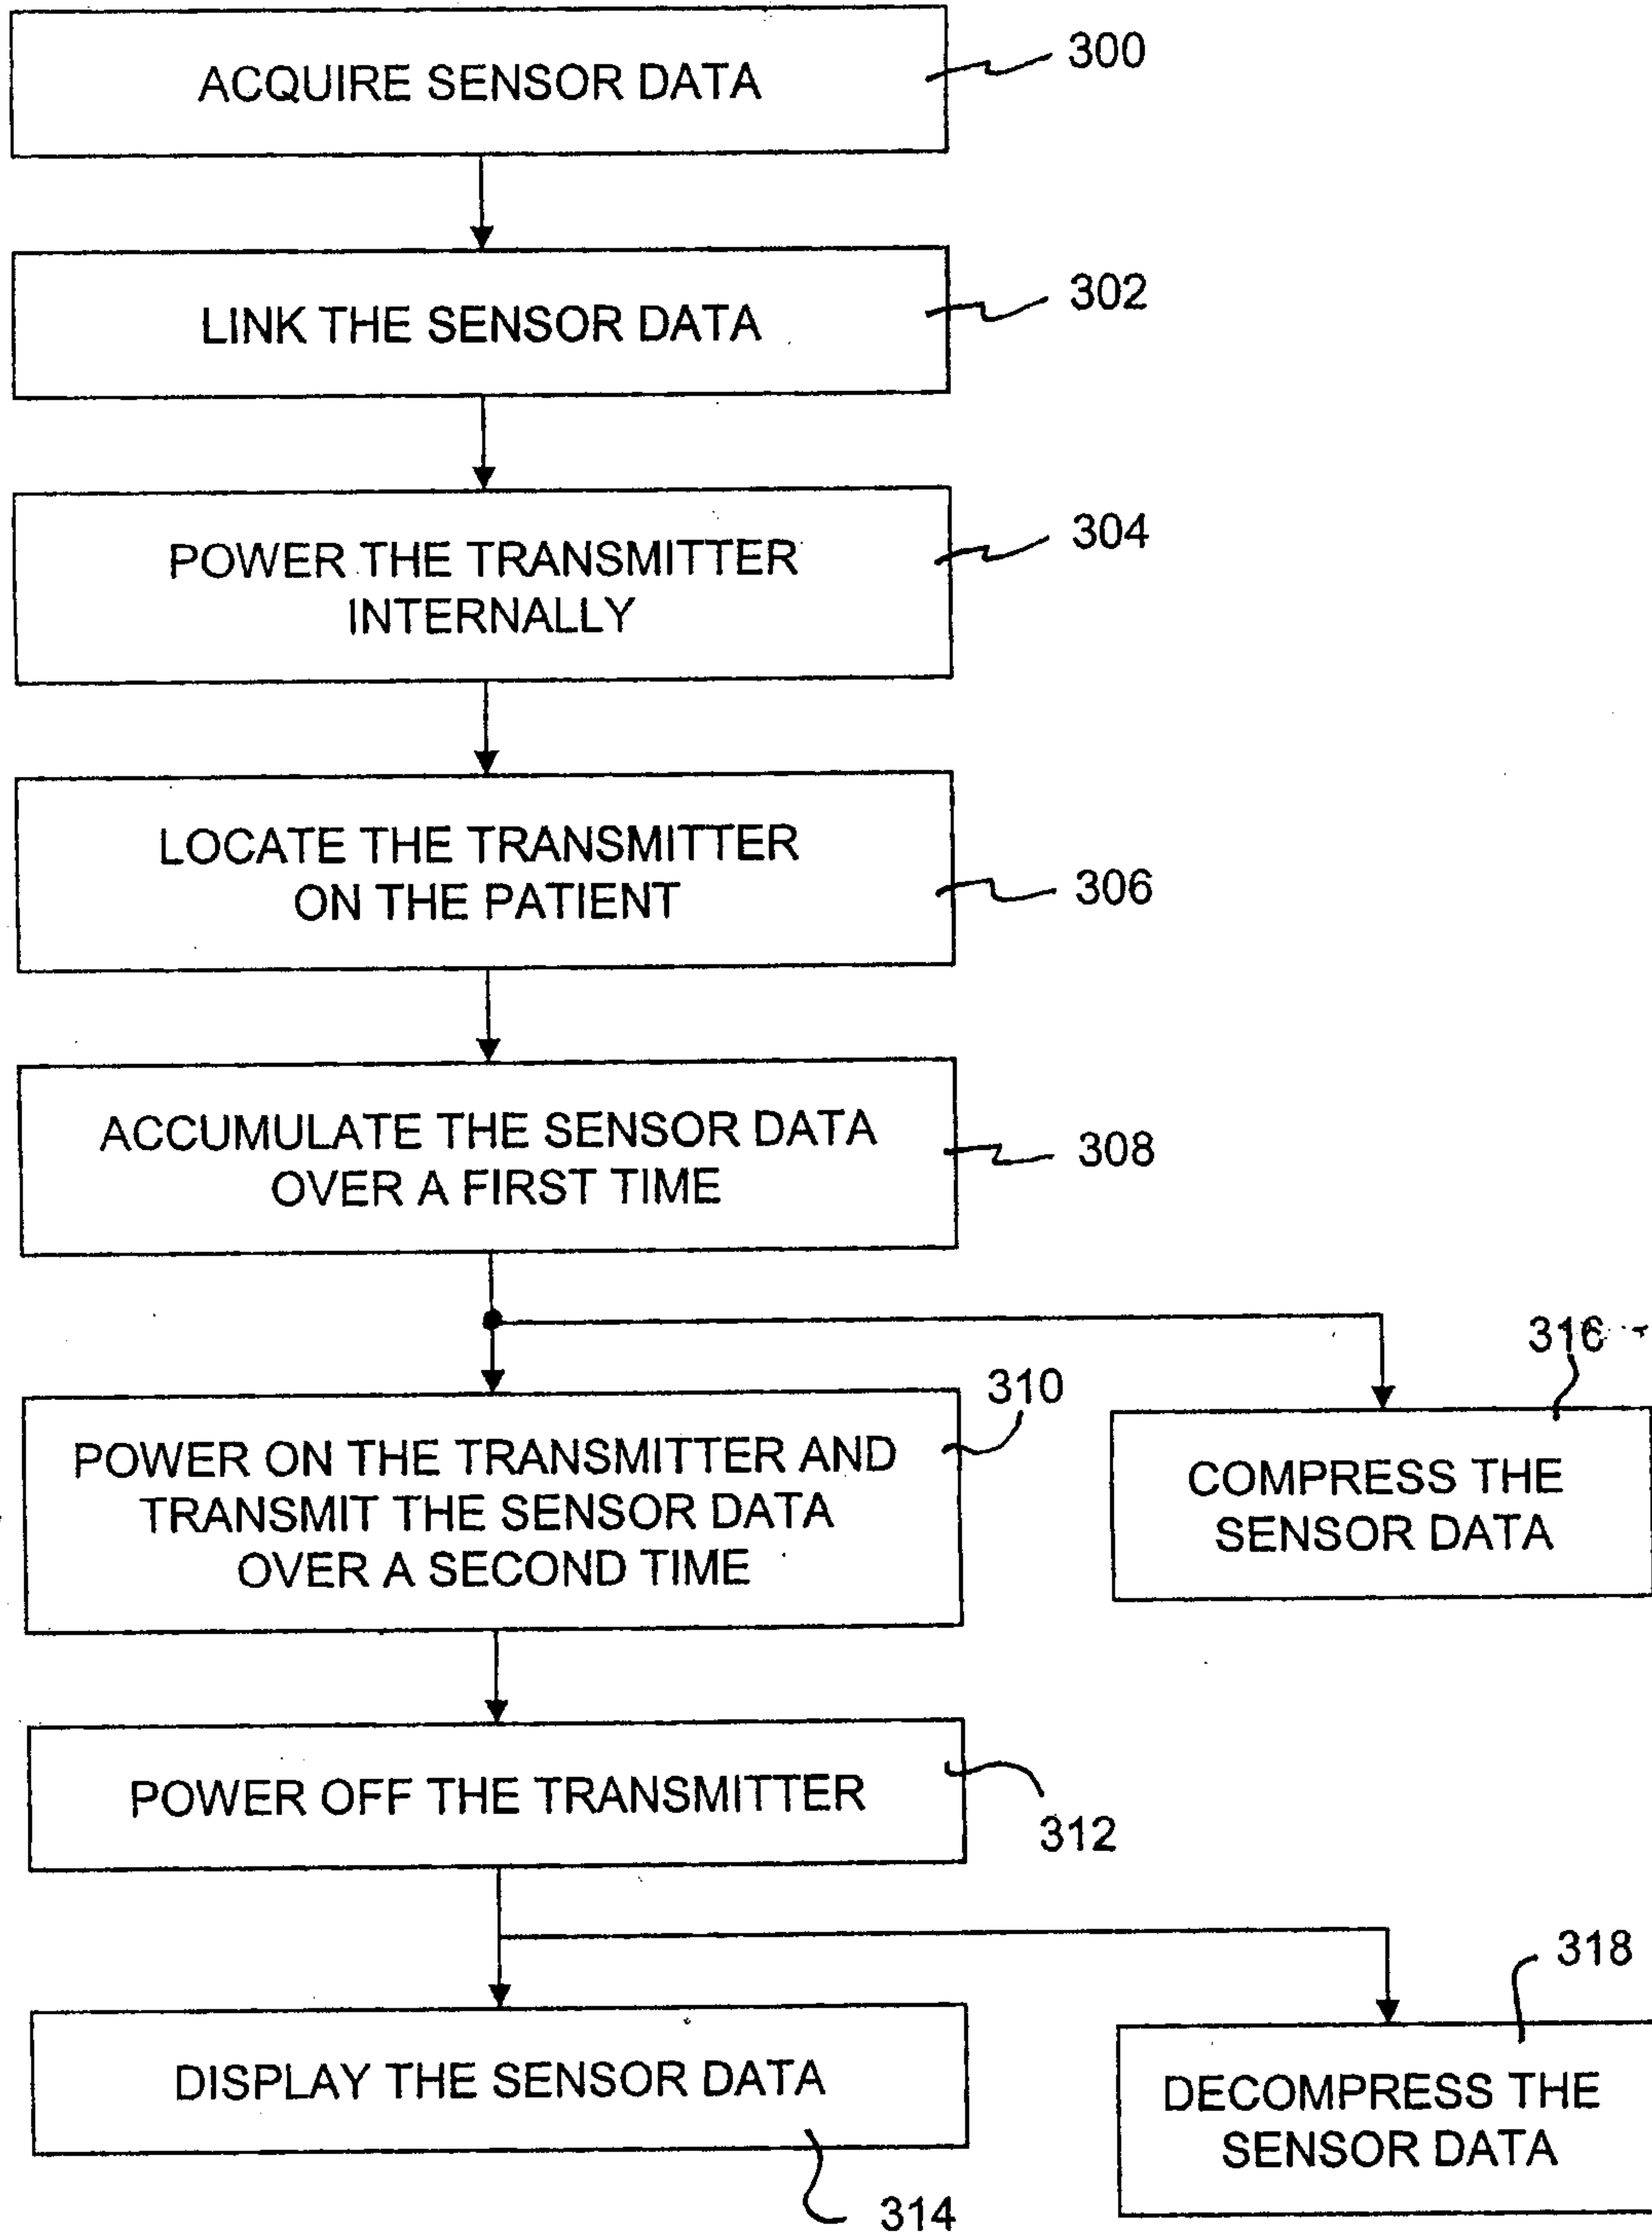 ACQUIRE SENSOR DATA
300
LINK THE SENSOR DATA
302
POWER THE TRANSMITTER
INTERNALLY
304
LOCATE THE TRANSMITTER
ON THE PATIENT
306
ACCUMULATE THE SENSOR DATA
OVER A FIRST TIME
308
310
POWER ON THE TRANSMITTER AND
TRANSMIT THE SENSOR DATA
OVER A SECOND TIME
316
COMPRESS THE
SENSOR DATA
POWER OFF THE TRANSMITTER
312
318
DISPLAY THE SENSOR DATA
314
DECOMPRESS THE
SENSOR DATA